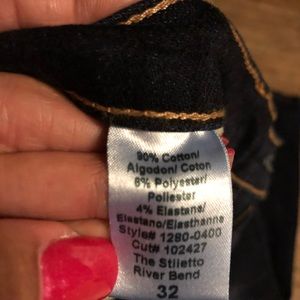 90% Cotton/
Algodon/ Coton
6% Polyester/
Poliester
4% Elastane/
Elastano/Elasthanne
Style# 1280-0400
Cut# 102427
The Stiletto
River Bend
32